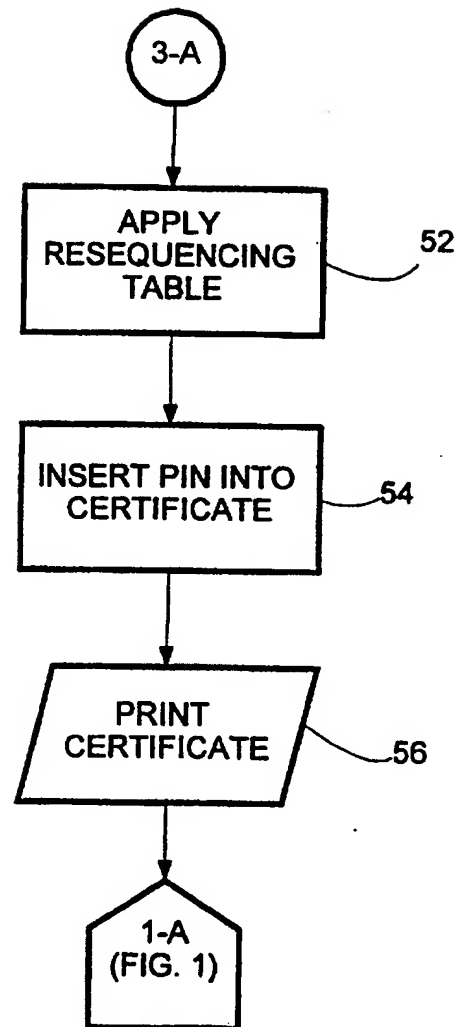 3-A
APPLY
RESEQUENCING
TABLE
52
INSERT PIN INTO
CERTIFICATE
54
PRINT
CERTIFICATE
56
1-A
(FIG. 1)